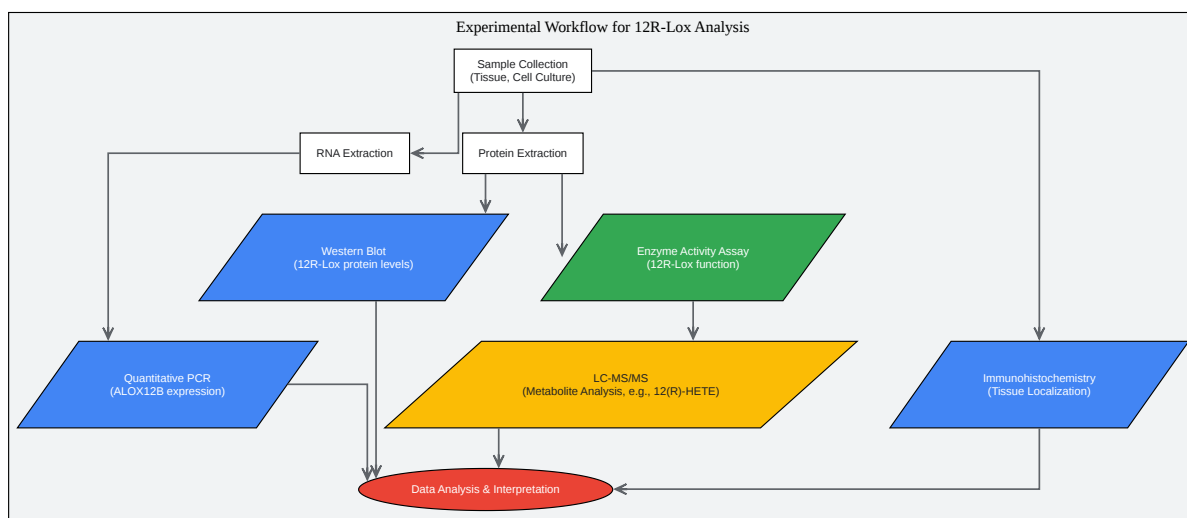 Experimental Workflow for 12R-Lox Analysis
Sample Collection
(Tissue, Cell Culture)
RNA Extraction
Protein Extraction
Western Blot
(12R-Lox protein levels)
Enzyme Activity Assay
(12R-Lox function)
Quantitative PCR
(ALOX12B expression)
LC-MS/MS
(Metabolite Analysis, e.g., 12(R)-HETE)
Immunohistochemistry
(Tissue Localization)
Data Analysis & Interpretation